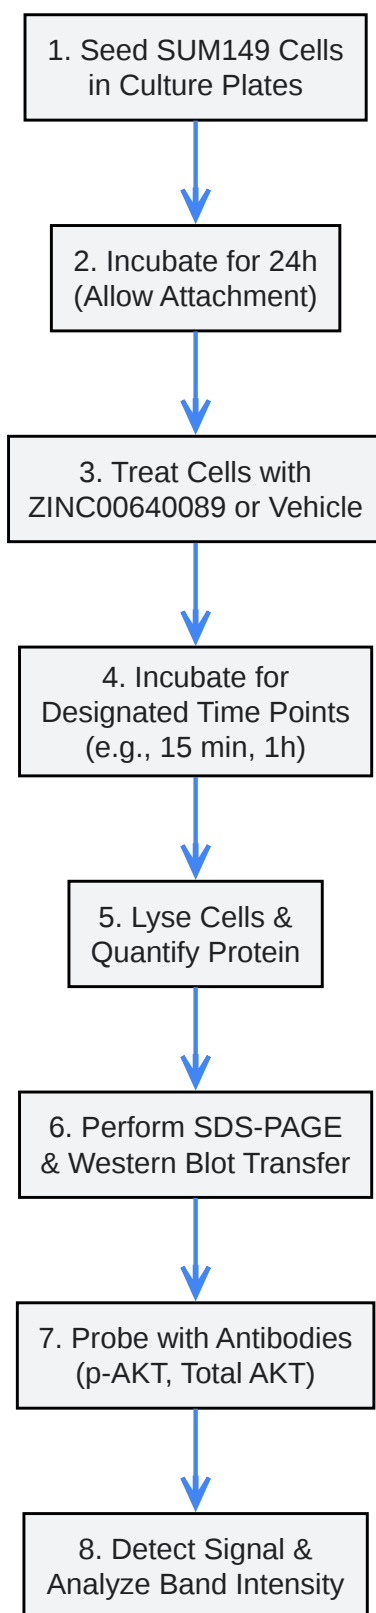 1. Seed SUM149 Cells
in Culture Plates
2. Incubate for 24h
(Allow Attachment)
3. Treat Cells with
ZINC00640089 or Vehicle
4. Incubate for
Designated Time Points
(e.g., 15 min, 1h)
5. Lyse Cells &
Quantify Protein
6. Perform SDS-PAGE
& Western Blot Transfer
7. Probe with Antibodies
(p-AKT, Total AKT)
8. Detect Signal &
Analyze Band Intensity